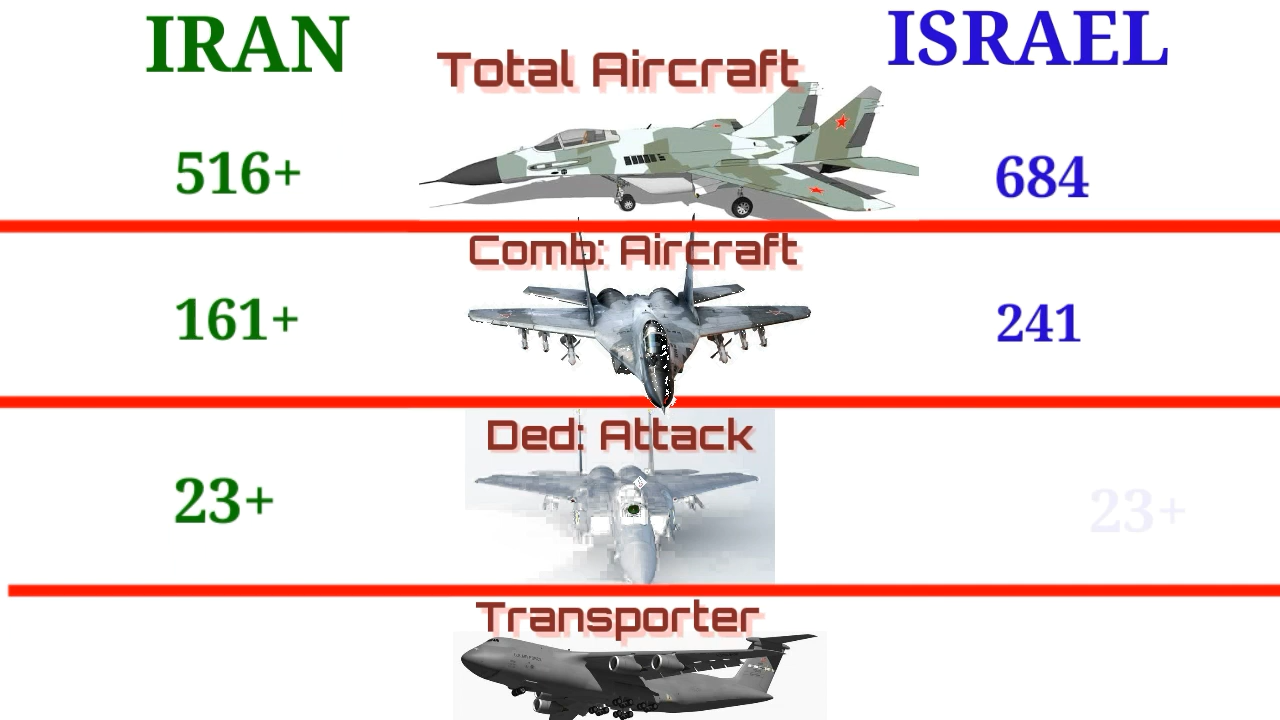 IRAN
ISRAEL
Total Aircraft
516+
684
Comb: Aircraft
161+
241
Ded: Attack
23+
23+
Transporter